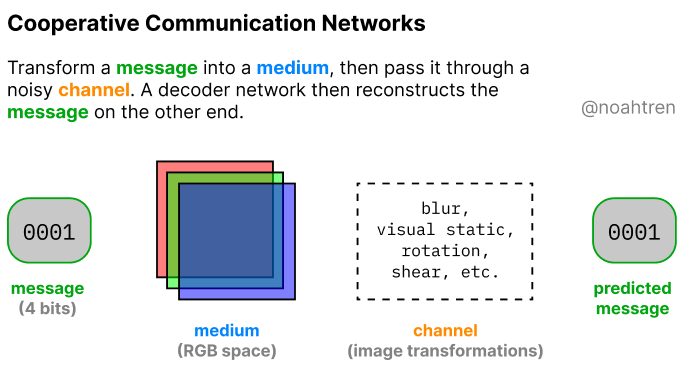 Cooperative Communication Networks
Transform a message into a medium, then pass it through a
noisy channel. A decoder network then reconstructs the
message on the other end.
@noahtren
0001
message
(4 bits)
medium
(RGB space)
blur,
visual static,
rotation,
shear, etc.
channel
(image transformations)
0001
predicted
message